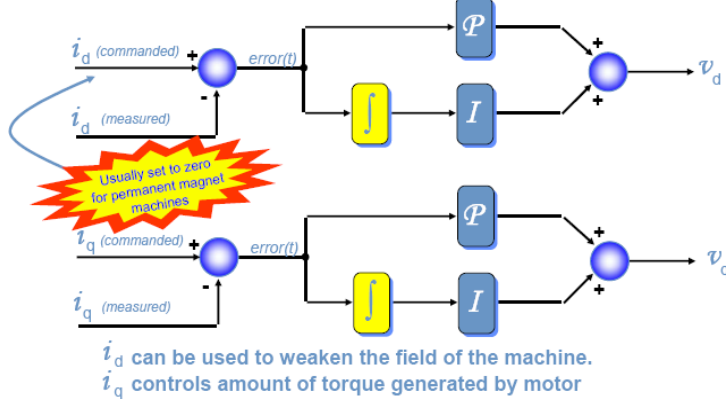 i_d (commanded)
+
error(t)
P
+
v_d
-
+
i_d (measured)
∫
I
Usually set to zero
for permanent magnet
machines
i_q (commanded)
+
error(t)
P
+
v_q
-
+
i_q (measured)
∫
I
i_d can be used to weaken the field of the machine.
i_q controls amount of torque generated by motor